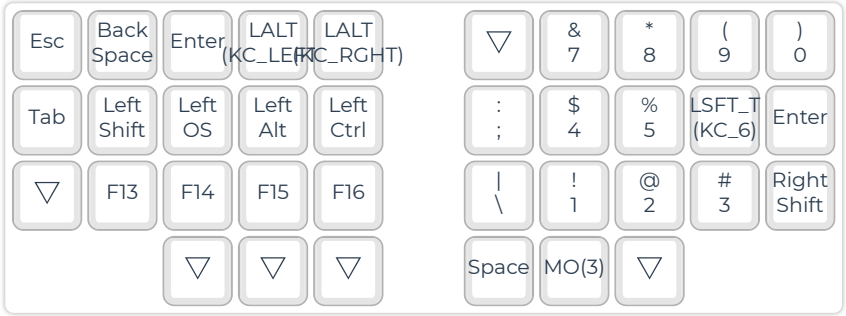 Esc
Back
Space
Enter
LALT
(KC_LEFT)
LALT
(KC_RGHT)
▽
&
7
*
8
(
9
)
0
Tab
Left
Shift
Left
OS
Left
Alt
Left
Ctrl
:
;
$
4
%
5
LSFT_T
(KC_6)
Enter
▽
F13
F14
F15
F16
|
\
!
1
@
2
#
3
Right
Shift
▽
▽
▽
Space
MO(3)
▽